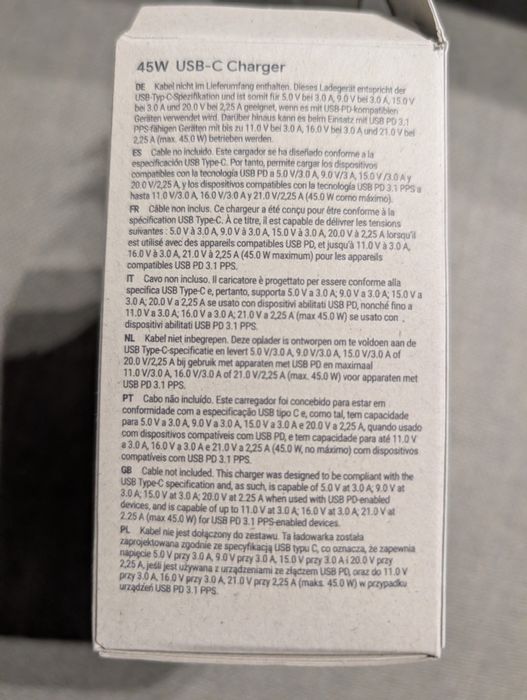 45W USB-C Charger
DE Kabel nicht im Lieferumfang enthalten. Dieses Ladegerät entspricht der
USB-Typ-C-Spezifikation und ist somit für 5.0 V bei 3.0 A, 9.0 V bei 3.0 A, 15.0 V
bei 3.0 A und 20.0 V bei 2,25 A geeignet, wenn es mit USB-PD-kompatiblen
Geräten verwendet wird. Darüber hinaus kann es beim Einsatz mit USB PD 3.1
PPS-fähigen Geräten mit bis zu 11.0 V bei 3.0 A, 16.0 V bei 3.0 A und 21.0 V bei
2,25 A (max. 45.0 W) betrieben werden.
ES Cable no incluido. Este cargador se ha diseñado conforme a la
especificación USB Type-C. Por tanto, permite cargar los dispositivos
compatibles con la tecnología USB PD a 5.0 V/3.0 A, 9.0 V/3 A, 15.0 V/3.0 A y
20.0 V/2,25 A, y los dispositivos compatibles con la tecnología USB PD 3.1 PPS a
hasta 11.0 V/3.0 A, 16.0 V/3.0 A y 21.0 V/2,25 A (45.0 W como máximo).
FR Câble non inclus. Ce chargeur a été conçu pour être conforme à la
spécification USB Type-C. À ce titre, il est capable de délivrer les tensions
suivantes : 5.0 V à 3.0 A, 9.0 V à 3.0 A, 15.0 V à 3.0 A, 20.0 V à 2,25 A lorsqu'il
est utilisé avec des appareils compatibles USB PD, et jusqu'à 11.0 V à 3.0 A,
16.0 V à 3.0 A, 21.0 V à 2,25 A (45.0 W maximum) pour les appareils
compatibles USB PD 3.1 PPS.
IT Cavo non incluso. Il caricatore è progettato per essere conforme alla
specifica USB Type-C e, pertanto, supporta 5.0 V a 3.0 A; 9.0 V a 3.0 A; 15.0 V a
3.0 A; 20.0 V a 2,25 A se usato con dispositivi abilitati USB PD, nonché fino a
11.0 V a 3.0 A; 16.0 V a 3.0 A; 21.0 V a 2,25 A (max 45.0 W) se usato con
dispositivi abilitati USB PD 3.1 PPS.
NL Kabel niet inbegrepen. Deze oplader is ontworpen om te voldoen aan de
USB Type-C-specificatie en levert 5.0 V/3.0 A, 9.0 V/3.0 A, 15.0 V/3.0 A of
20.0 V/2,25 A bij gebruik met apparaten met USB PD en maximaal
11.0 V/3.0 A, 16.0 V/3.0 A of 21.0 V/2,25 A (max. 45.0 W) voor apparaten met
USB PD 3.1 PPS.
PT Cabo não incluído. Este carregador foi concebido para estar em
conformidade com a especificação USB tipo C e, como tal, tem capacidade
para 5.0 V a 3.0 A, 9.0 V a 3.0 A, 15.0 V a 3.0 A e 20.0 V a 2,25 A, quando usado
com dispositivos compatíveis com USB PD, e tem capacidade para até 11.0 V
a 3.0 A, 16.0 V a 3.0 A e 21.0 V a 2,25 A (45.0 W, no máximo) com dispositivos
compatíveis com USB PD 3.1 PPS.
GB Cable not included. This charger was designed to be compliant with the
USB Type-C specification and, as such, is capable of 5.0 V at 3.0 A; 9.0 V at
3.0 A; 15.0 V at 3.0 A; 20.0 V at 2.25 A when used with USB PD-enabled
devices, and is capable of up to 11.0 V at 3.0 A; 16.0 V at 3.0 A; 21.0 V at
2.25 A (max 45.0 W) for USB PD 3.1 PPS-enabled devices.
PL Kabel nie jest dołączony do zestawu. Ta ładowarka została
zaprojektowana zgodnie ze specyfikacją USB typu C, co oznacza, że zapewnia
napięcie 5.0 V przy 3.0 A, 9.0 V przy 3.0 A, 15.0 V przy 3.0 A i 20.0 V przy
2,25 A, jeśli jest używana z urządzeniami ze złączem USB PD, oraz do 11.0 V
przy 3.0 A, 16.0 V przy 3.0 A, 21.0 V przy 2,25 A (maks. 45.0 W) w przypadku
urządzeń USB PD 3.1 PPS.